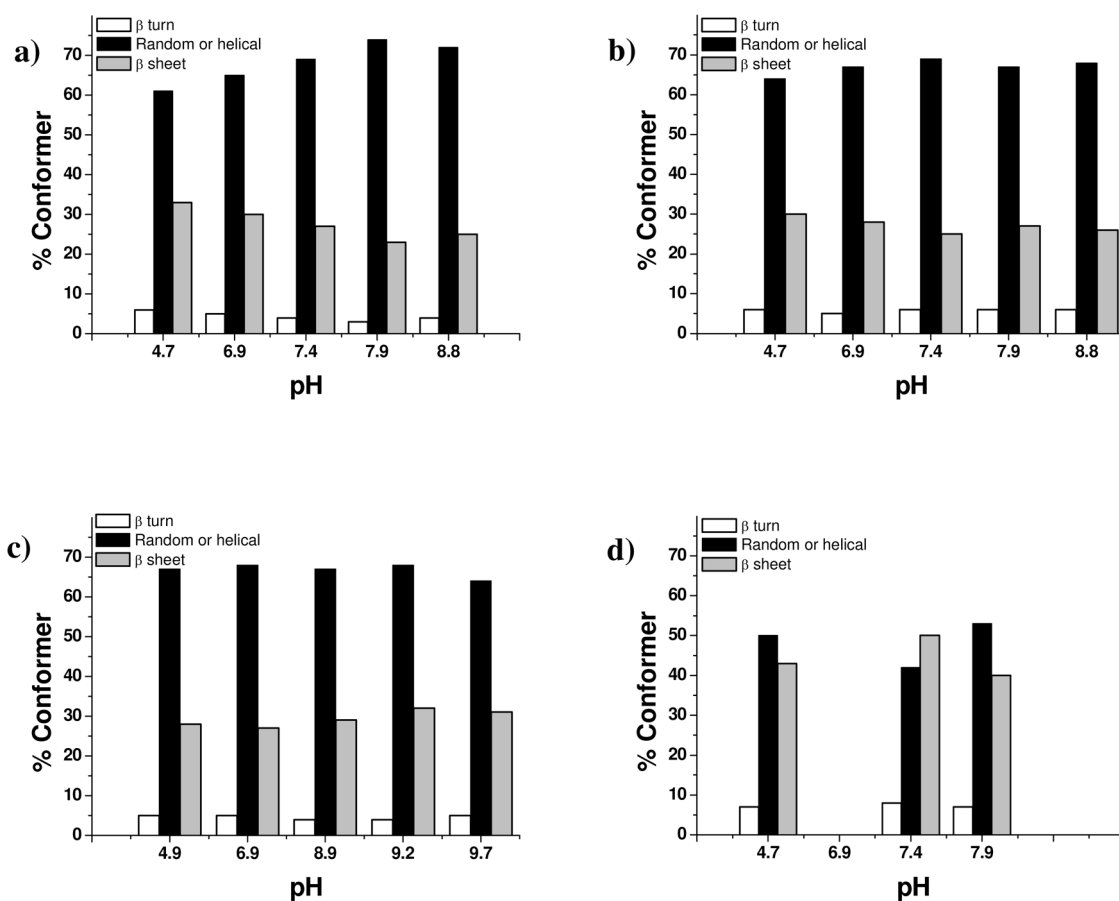 a)
β turn
Random or helical
β sheet
% Conformer
70
60
50
40
30
20
10
0
4.7 6.9 7.4 7.9 8.8
pH
b)
β turn
Random or helical
β sheet
% Conformer
70
60
50
40
30
20
10
0
4.7 6.9 7.4 7.9 8.8
pH
c)
β turn
Random or helical
β sheet
% Conformer
70
60
50
40
30
20
10
0
4.9 6.9 8.9 9.2 9.7
pH
d)
β turn
Random or helical
β sheet
% Conformer
70
60
50
40
30
20
10
0
4.7 6.9 7.4 7.9
pH